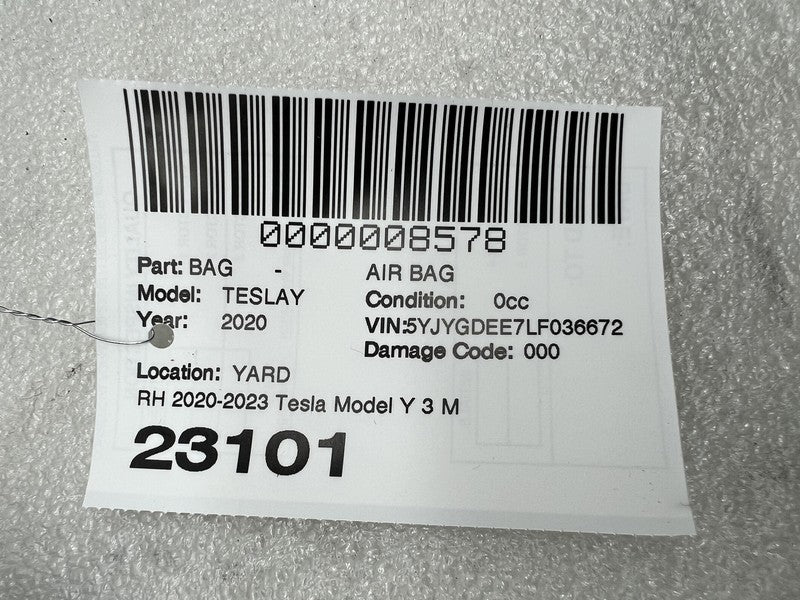 0000008578
Part: BAG - AIR BAG
Model: TESLAY Condition: 0cc
Year: 2020 VIN:5YJYGDEE7LF036672
Damage Code: 000
Location: YARD
RH 2020-2023 Tesla Model Y 3 M
23101